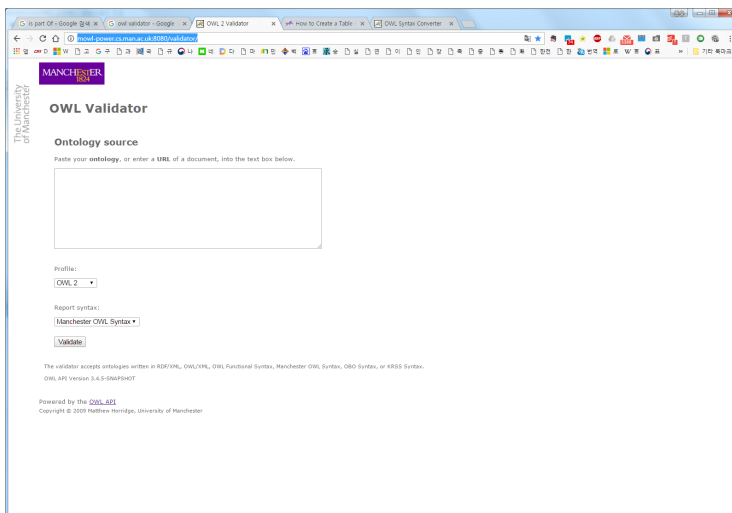 is part Of - Google 검색
owl validator - Google
OWL 2 Validator
How to Create a Table
OWL Syntax Converter
mowl-power.cs.man.ac.uk:8080/validator/
기타 북마크
MANCHESTER
1824
The University
of Manchester
OWL Validator
Ontology source
Paste your ontology, or enter a URL of a document, into the text box below.
Profile:
OWL 2
Report syntax:
Manchester OWL Syntax
Validate
The validator accepts ontologies written in RDF/XML, OWL/XML, OWL Functional Syntax, Manchester OWL Syntax, OBO Syntax, or KRSS Syntax.
OWL API Version 3.4.5-SNAPSHOT
Powered by the OWL API
Copyright © 2009 Matthew Horridge, University of Manchester